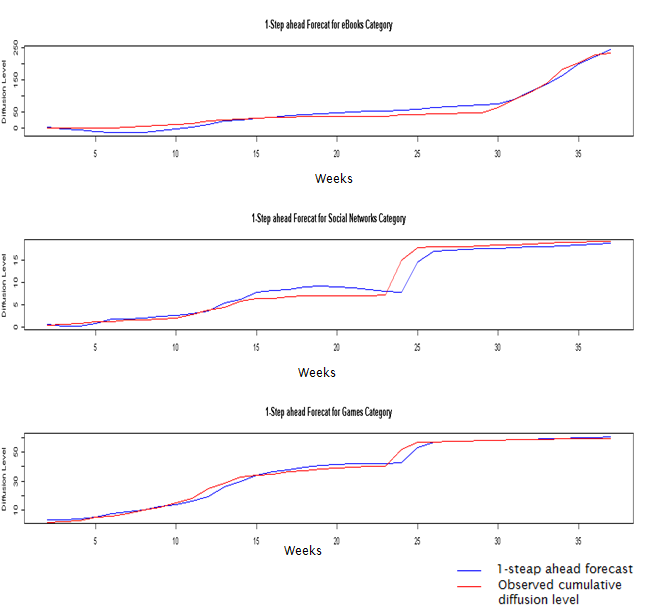 1-Step ahead Forecat for eBooks Category
Diffusion Level
0 50 150 250
5 10 15 20 25 30 35
Weeks
1-Step ahead Forecat for Social Networks Category
Diffusion Level
0 5 10 15
5 10 15 20 25 30 35
Weeks
1-Step ahead Forecat for Games Category
Diffusion Level
10 30 50
5 10 15 20 25 30 35
Weeks
1-steap ahead forecast
Observed cumulative
diffusion level